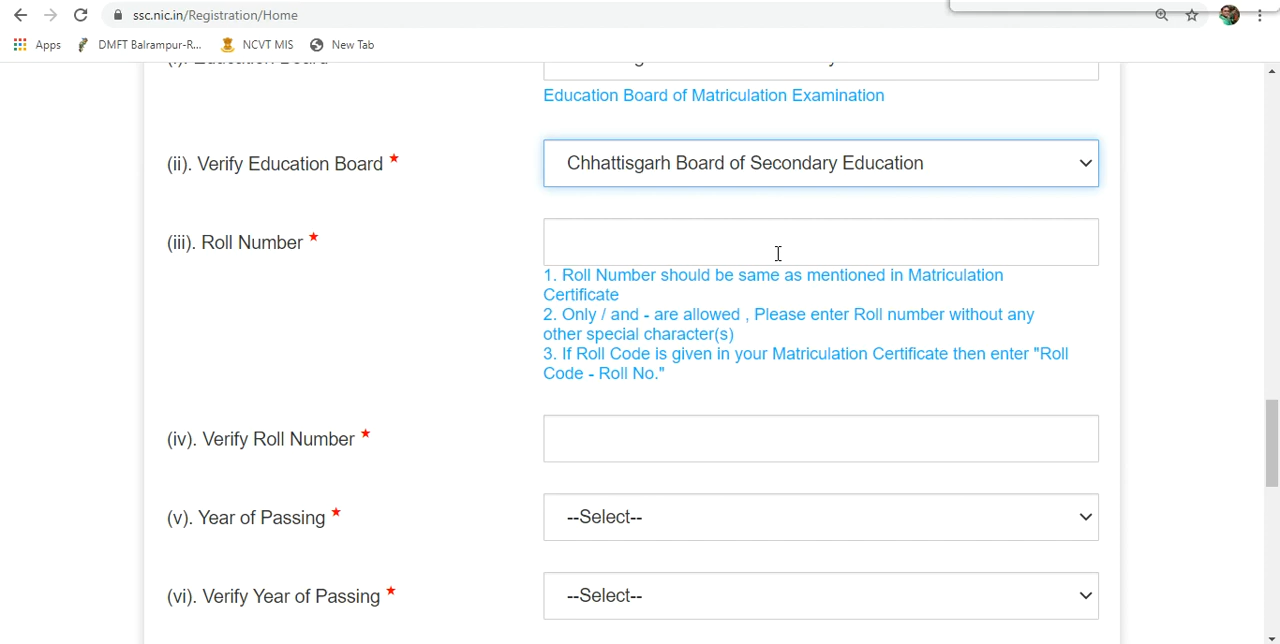 ssc.nic.in/Registration/Home
Apps DMFT Balrampur-R... NCVT MIS New Tab
Education Board of Matriculation Examination
(ii). Verify Education Board * Chhattisgarh Board of Secondary Education
(iii). Roll Number *
1. Roll Number should be same as mentioned in Matriculation
Certificate
2. Only / and - are allowed , Please enter Roll number without any
other special character(s)
3. If Roll Code is given in your Matriculation Certificate then enter "Roll
Code - Roll No."
(iv). Verify Roll Number *
(v). Year of Passing * --Select--
(vi). Verify Year of Passing * --Select--